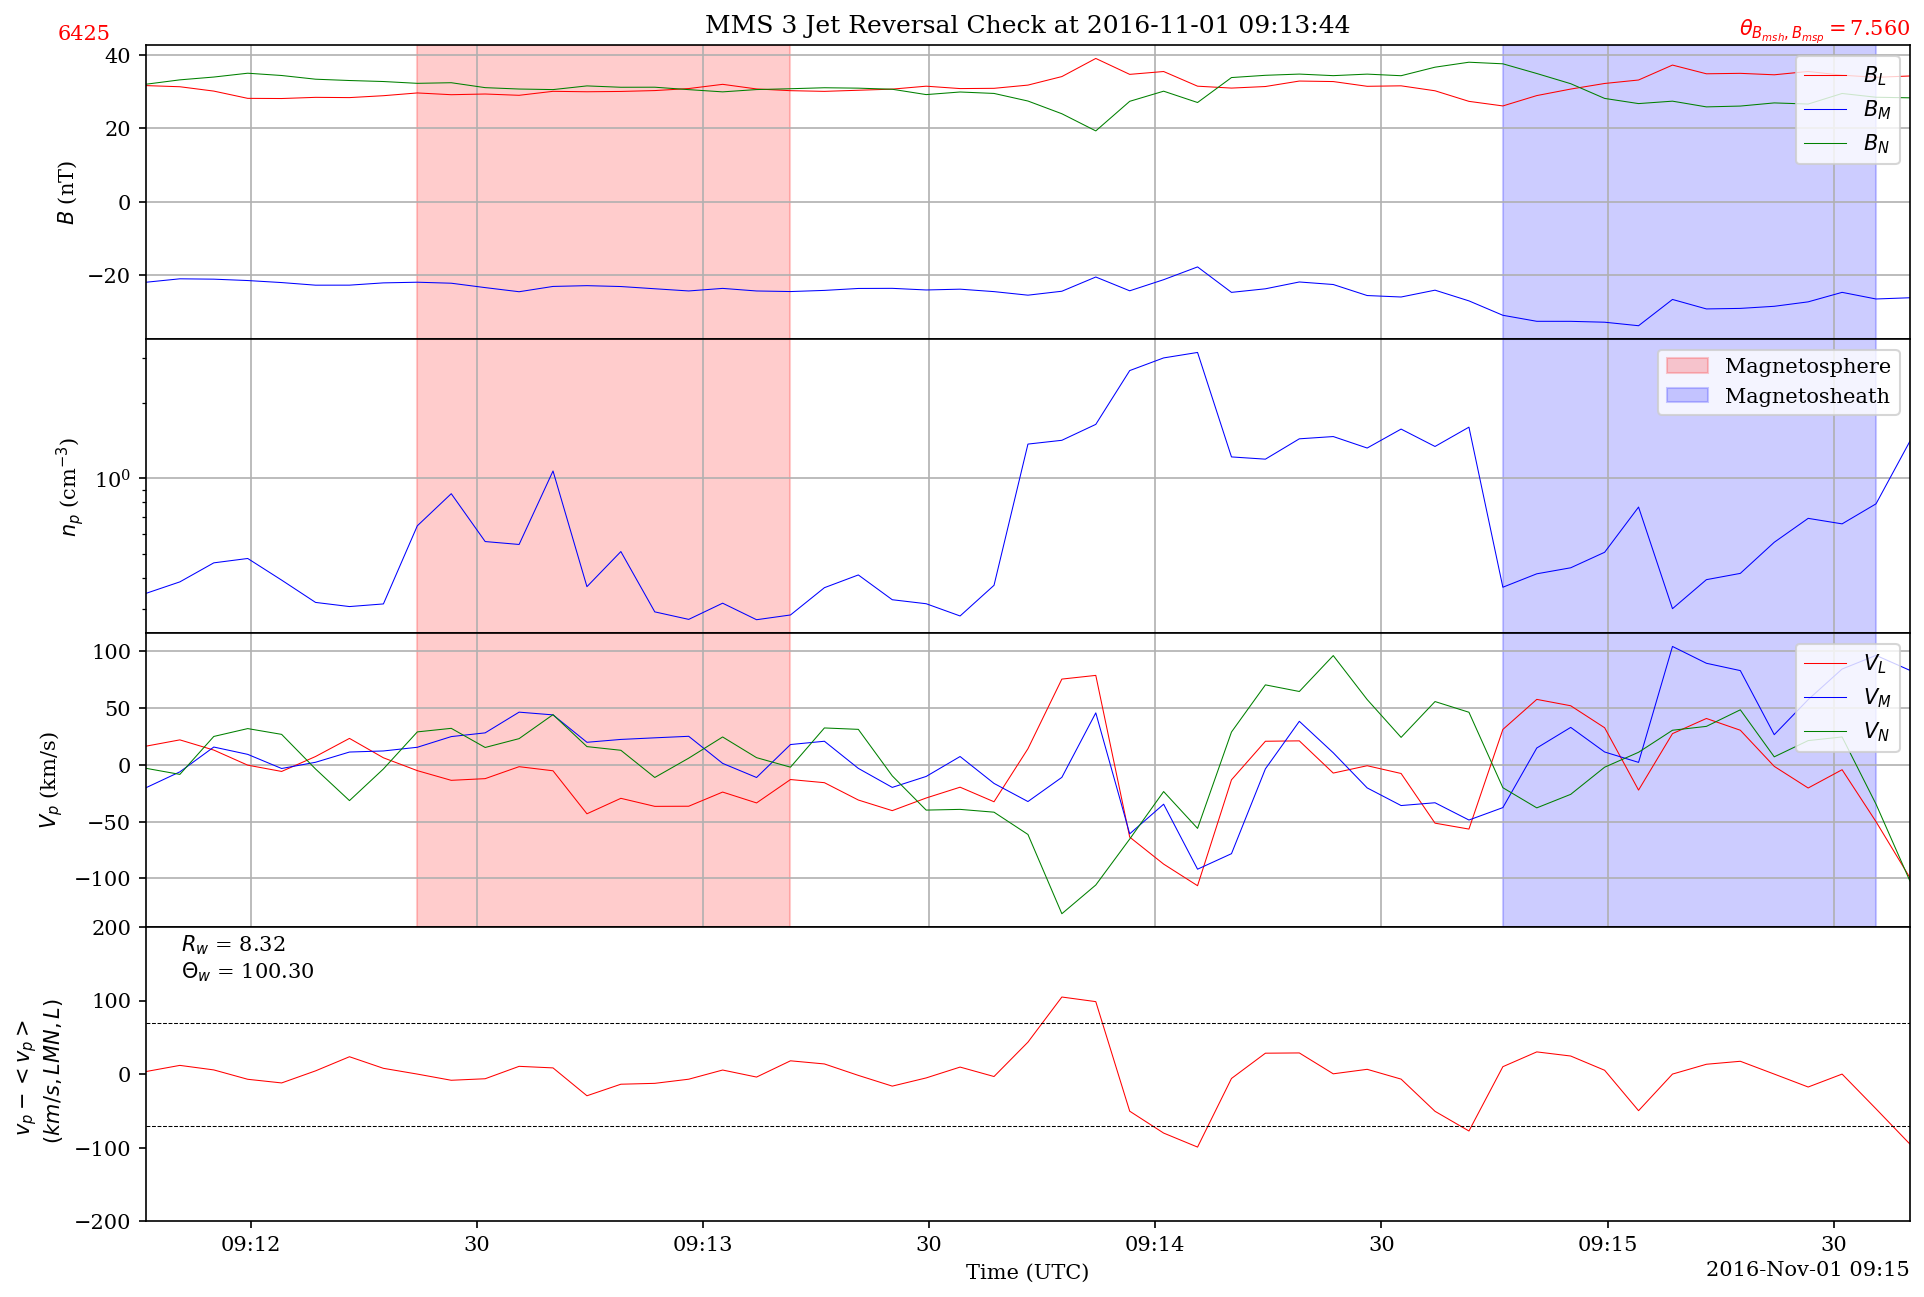 MMS 3 Jet Reversal Check at 2016-11-01 09:13:44
6425
θ_{B_{msh}, B_{msp}} = 7.560
40
20
0
−20
B (nT)
B_L
B_M
B_N
10^0
n_p (cm^{−3})
Magnetosphere
Magnetosheath
100
50
0
−50
−100
V_p (km/s)
V_L
V_M
V_N
200
100
0
−100
−200
v_p − < v_p >
(km/s, LMN, L)
R_w = 8.32
Θ_w = 100.30
09:12 30 09:13 30 09:14 30 09:15 30
Time (UTC)
2016-Nov-01 09:15